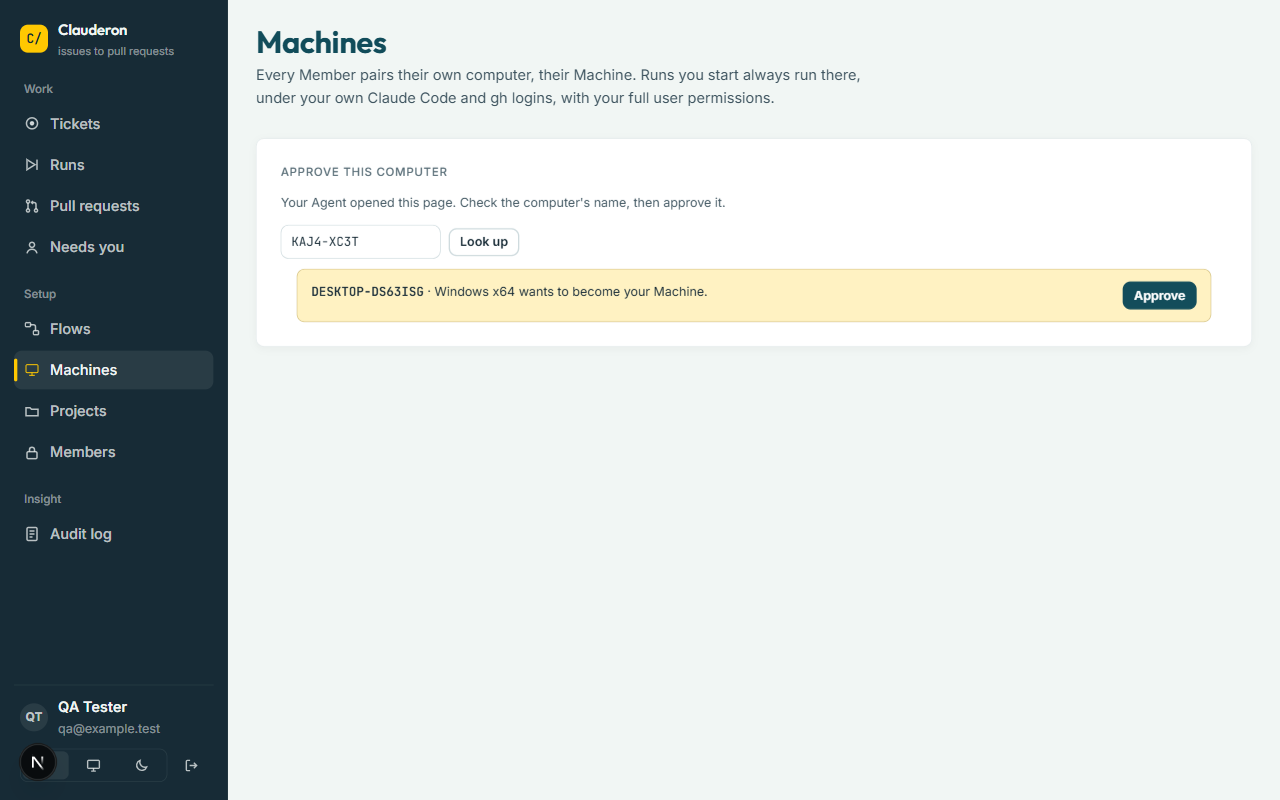 C/
Clauderon
issues to pull requests
Work
Tickets
Runs
Pull requests
Needs you
Setup
Flows
Machines
Projects
Members
Insight
Audit log
QT
QA Tester
qa@example.test
N
Machines
Every Member pairs their own computer, their Machine. Runs you start always run there,
under your own Claude Code and gh logins, with your full user permissions.
APPROVE THIS COMPUTER
Your Agent opened this page. Check the computer's name, then approve it.
KAJ4-XC3T
Look up
DESKTOP-DS63ISG · Windows x64 wants to become your Machine.
Approve